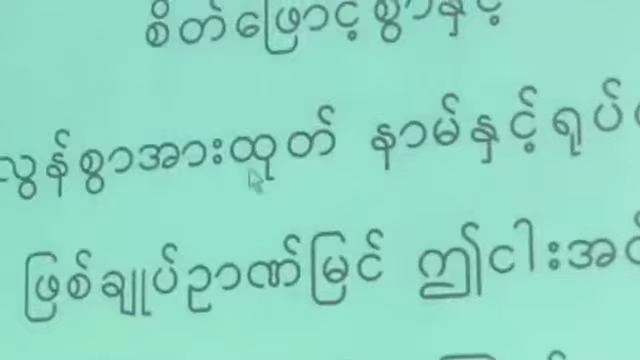 စိတ်ဖြောင့်စွာနှင့်
လွန်စွာအားထုတ် နာမ်နှင့်ရုပ်
ဖြစ်ချုပ်ဉာဏ်မြင် ဤငါးအင်